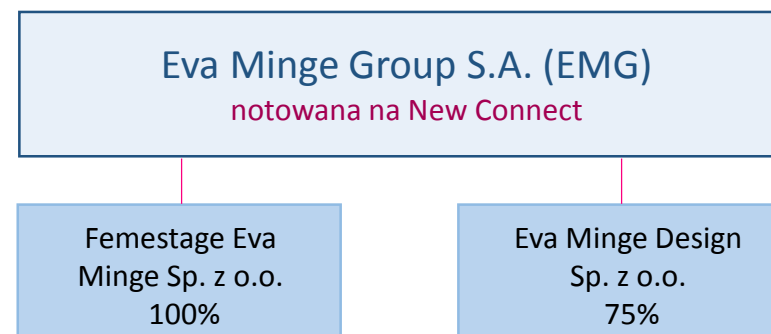 Eva Minge Group S.A. (EMG)
notowana na New Connect
Femestage Eva
Minge Sp. z o.o.
100%
Eva Minge Design
Sp. z o.o.
75%